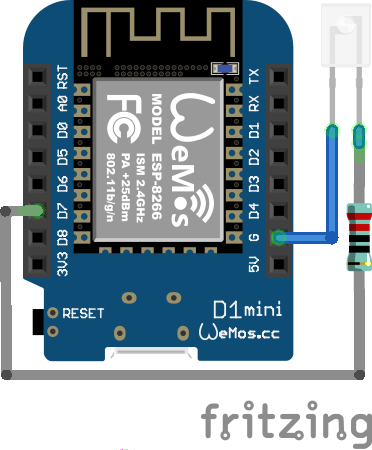 RST
A0
D0
D5
D6
D7
D8
3V3
TX
RX
D1
D2
D3
D4
G
5V
WeMos
MODEL ESP-8266
FC
ISM 2.4GHz
PA +25dBm
802.11b/g/n
RESET
D1mini
WeMos.cc
fritzing